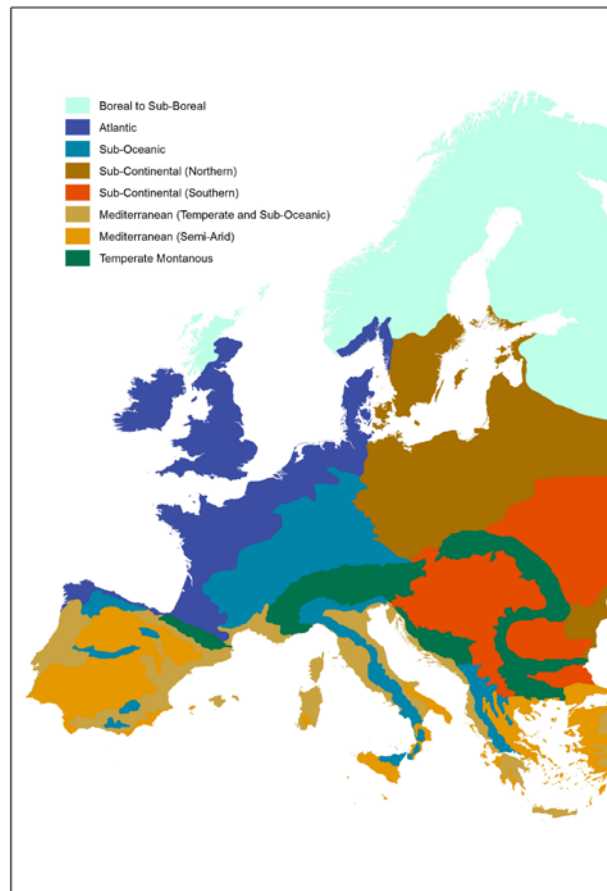 Boreal to Sub-Boreal
Atlantic
Sub-Oceanic
Sub-Continental (Northern)
Sub-Continental (Southern)
Mediterranean (Temperate and Sub-Oceanic)
Mediterranean (Semi-Arid)
Temperate Montanous